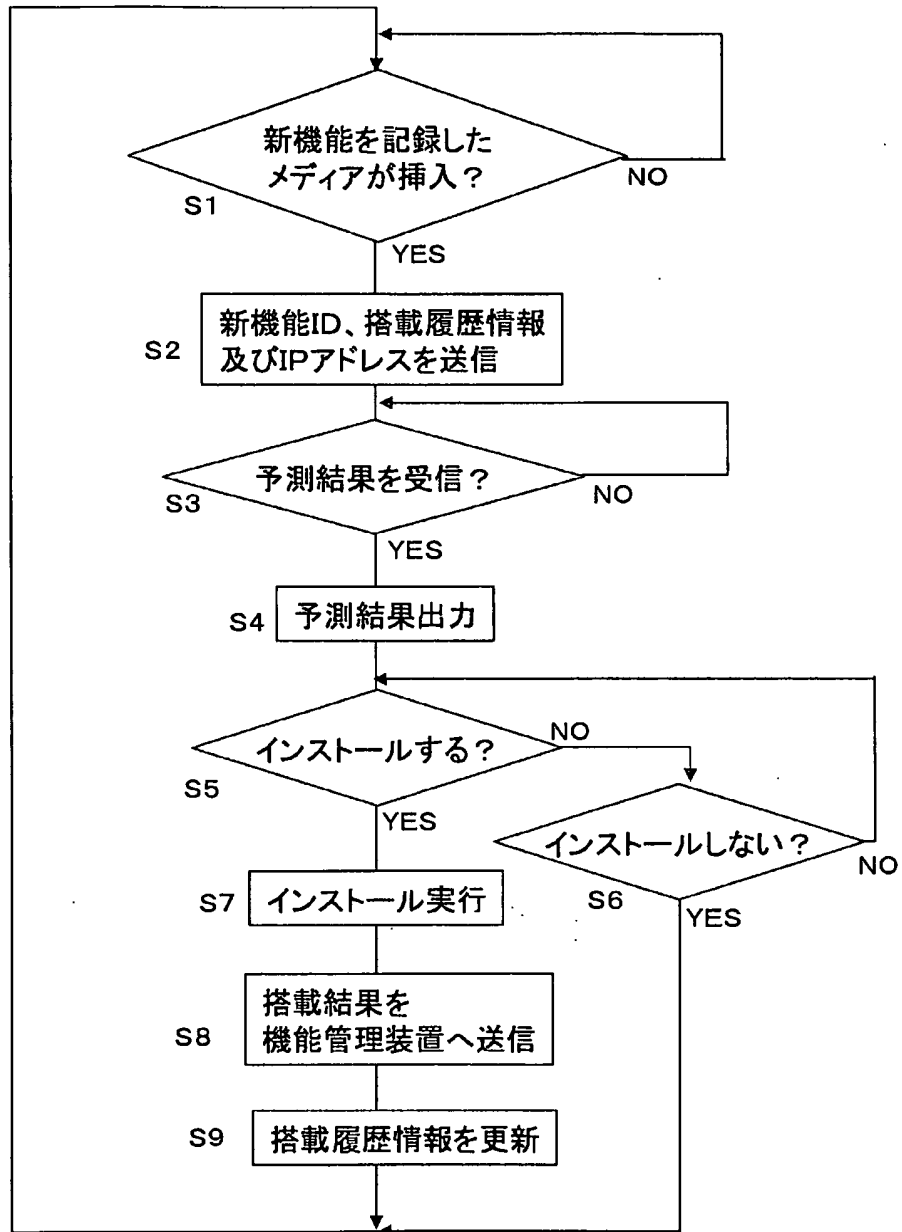 新機能を記録した
メディアが挿入？
NO
S1
YES
S2
新機能ID、搭載履歴情報
及びIPアドレスを送信
予測結果を受信？
S3
NO
YES
S4
予測結果出力
インストールする？
NO
S5
YES
インストールしない？
NO
S6
YES
S7
インストール実行
S8
搭載結果を
機能管理装置へ送信
S9
搭載履歴情報を更新